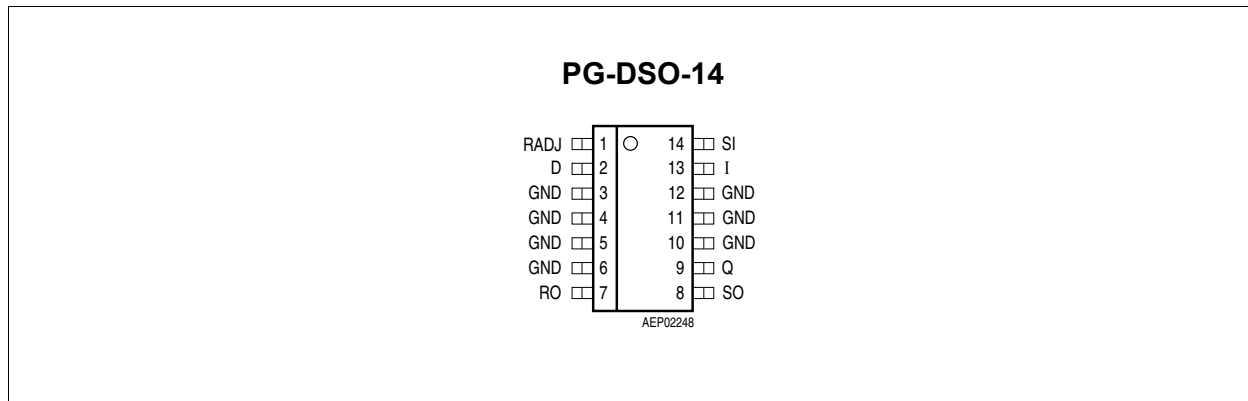 PG-DSO-14
RADJ 1 14 SI
D 2 13 I
GND 3 12 GND
GND 4 11 GND
GND 5 10 GND
GND 6 9 Q
RO 7 8 SO
AEP02248